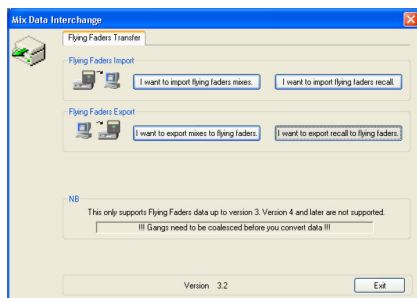 Mix Data Interchange
Flying Faders Transfer
Flying Faders Import
I want to import flying faders mixes.
I want to import flying faders recall.
Flying Faders Export
I want to export mixes to flying faders.
I want to export recall to flying faders.
NB
This only supports Flying Faders data up to version 3. Version 4 and later are not supported.
!!! Gangs need to be coalesced before you convert data !!!
Version 3.2
Exit